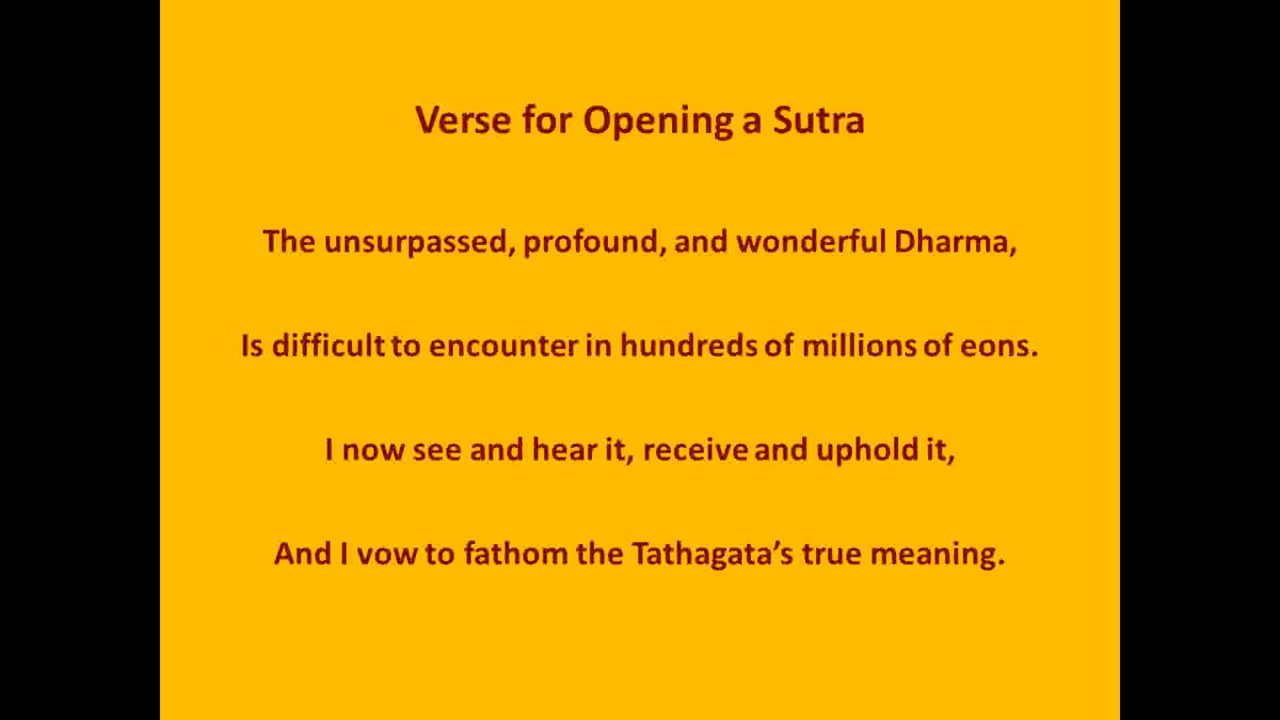 Verse for Opening a Sutra
The unsurpassed, profound, and wonderful Dharma,
Is difficult to encounter in hundreds of millions of eons.
I now see and hear it, receive and uphold it,
And I vow to fathom the Tathagata’s true meaning.